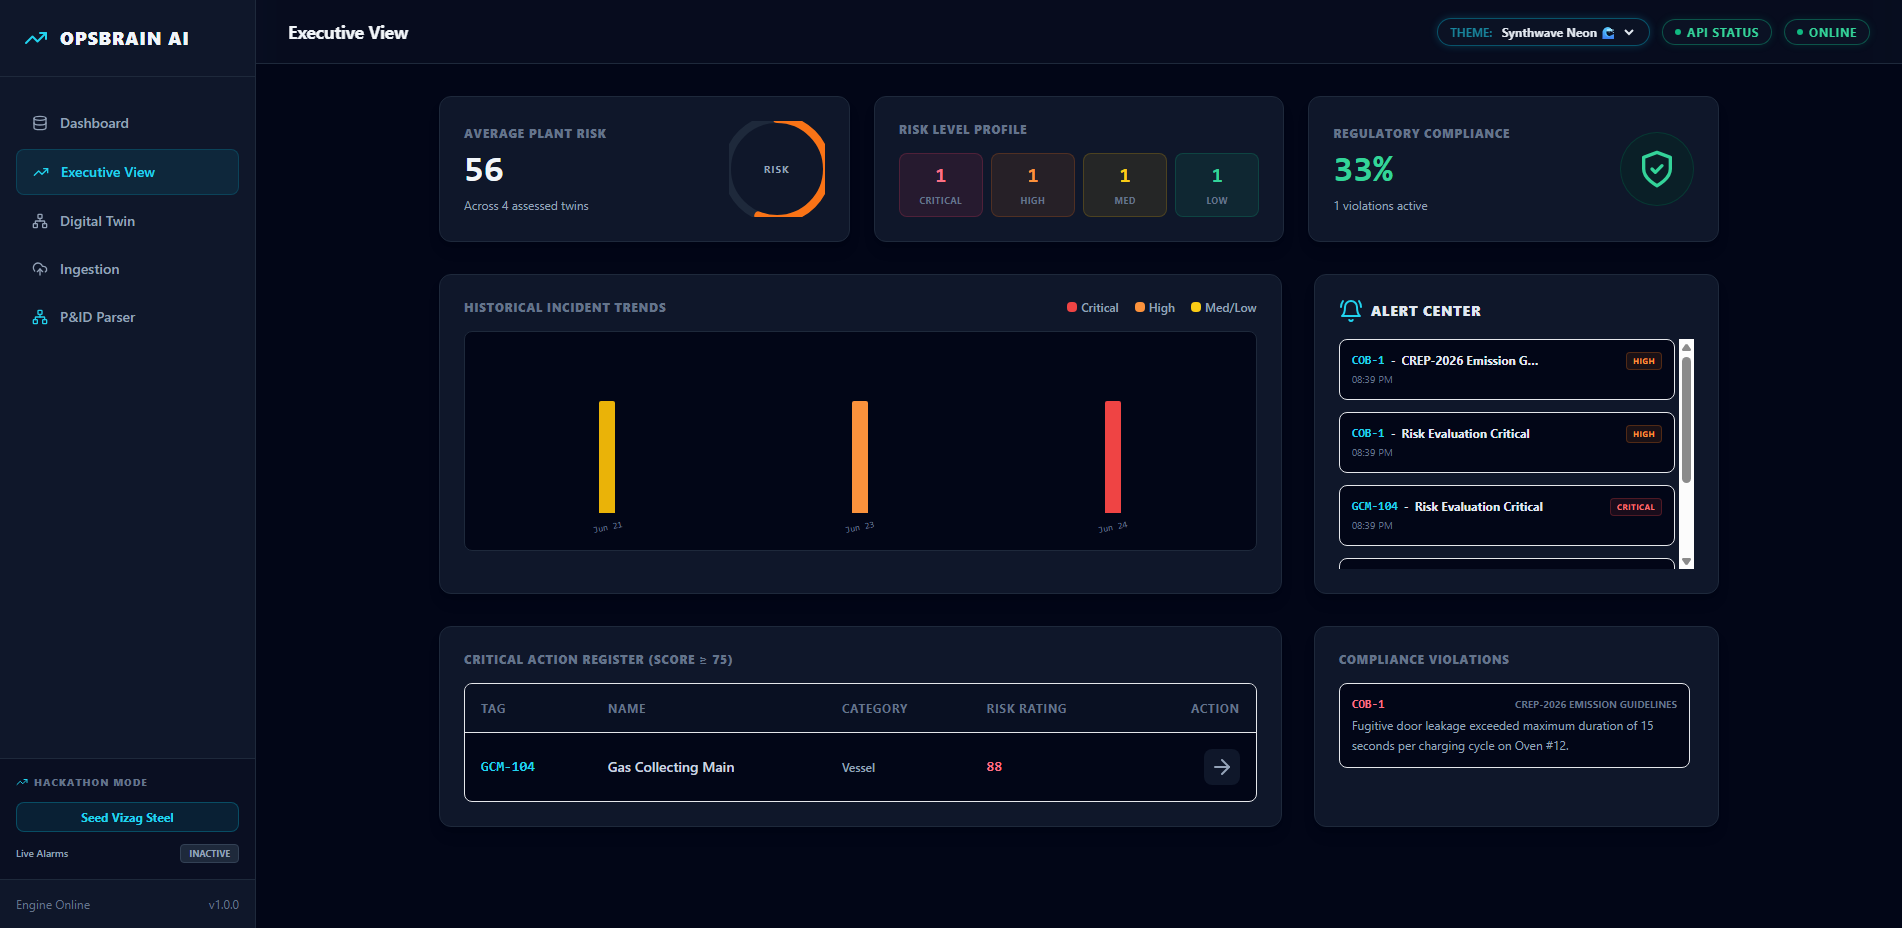 OPSBRAIN AI
Executive View
THEME: Synthwave Neon 🌊
API STATUS
ONLINE
Dashboard
Executive View
Digital Twin
Ingestion
P&ID Parser
HACKATHON MODE
Seed Vizag Steel
Live Alarms
INACTIVE
Engine Online
v1.0.0
AVERAGE PLANT RISK
56
Across 4 assessed twins
RISK
RISK LEVEL PROFILE
1
CRITICAL
1
HIGH
1
MED
1
LOW
REGULATORY COMPLIANCE
33%
1 violations active
HISTORICAL INCIDENT TRENDS
Critical
High
Med/Low
Jun 21
Jun 23
Jun 24
ALERT CENTER
COB-1 - CREP-2026 Emission G...
HIGH
08:39 PM
COB-1 - Risk Evaluation Critical
HIGH
08:39 PM
GCM-104 - Risk Evaluation Critical
CRITICAL
08:39 PM
CRITICAL ACTION REGISTER (SCORE ≥ 75)
TAG NAME CATEGORY RISK RATING ACTION
GCM-104 Gas Collecting Main Vessel 88
COMPLIANCE VIOLATIONS
COB-1
CREP-2026 EMISSION GUIDELINES
Fugitive door leakage exceeded maximum duration of 15
seconds per charging cycle on Oven #12.